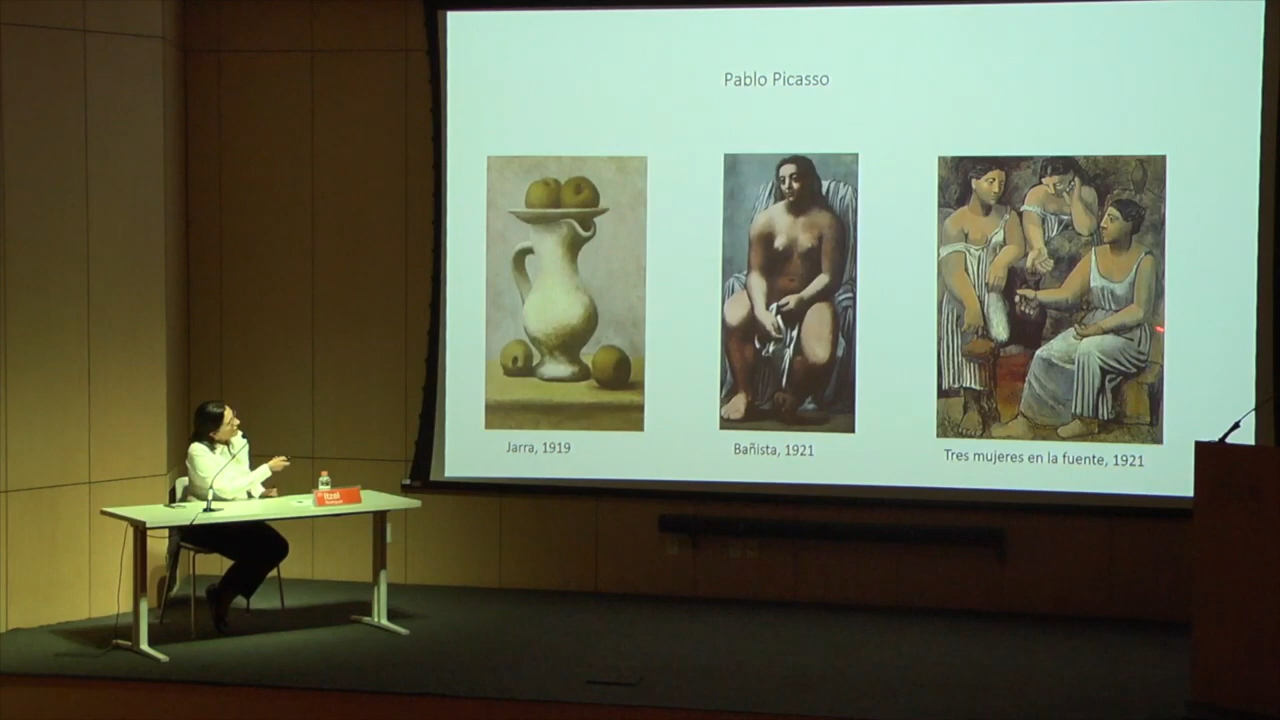 Pablo Picasso
Jarra, 1919
Bañista, 1921
Tres mujeres en la fuente, 1921
Itzel